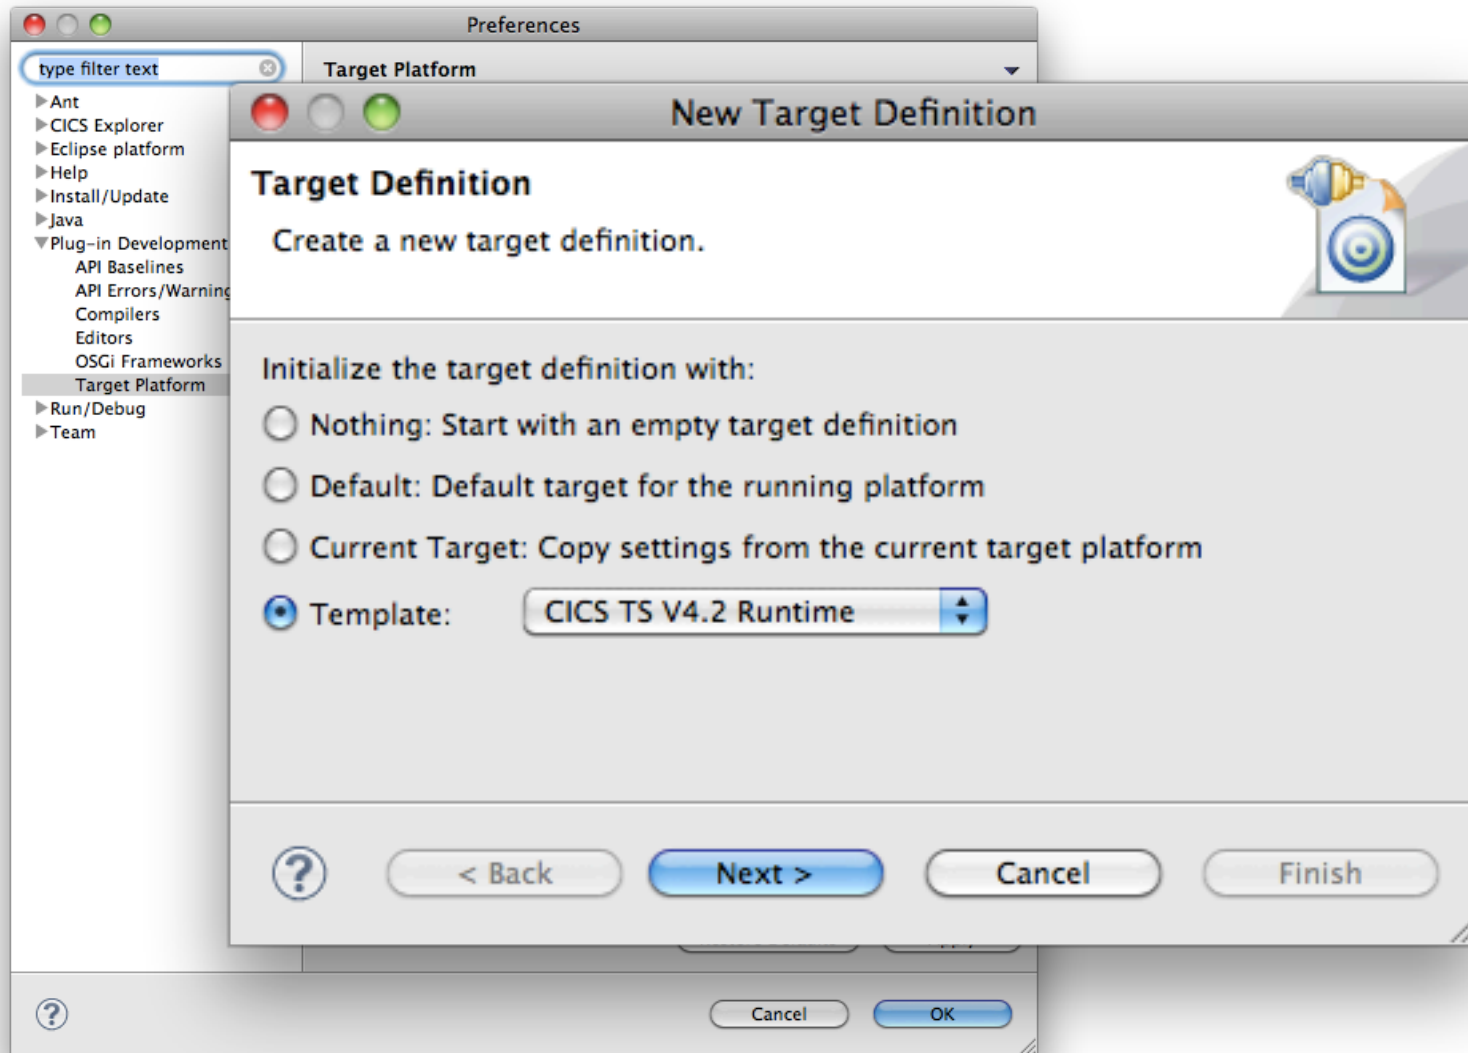 Preferences
type filter text
Target Platform
Ant
CICS Explorer
Eclipse platform
Help
Install/Update
Java
Plug-in Development
API Baselines
API Errors/Warning
Compilers
Editors
OSGi Frameworks
Target Platform
Run/Debug
Team
New Target Definition
Target Definition
Create a new target definition.
Initialize the target definition with:
Nothing: Start with an empty target definition
Default: Default target for the running platform
Current Target: Copy settings from the current target platform
Template: CICS TS V4.2 Runtime
? < Back Next > Cancel Finish
? Cancel OK